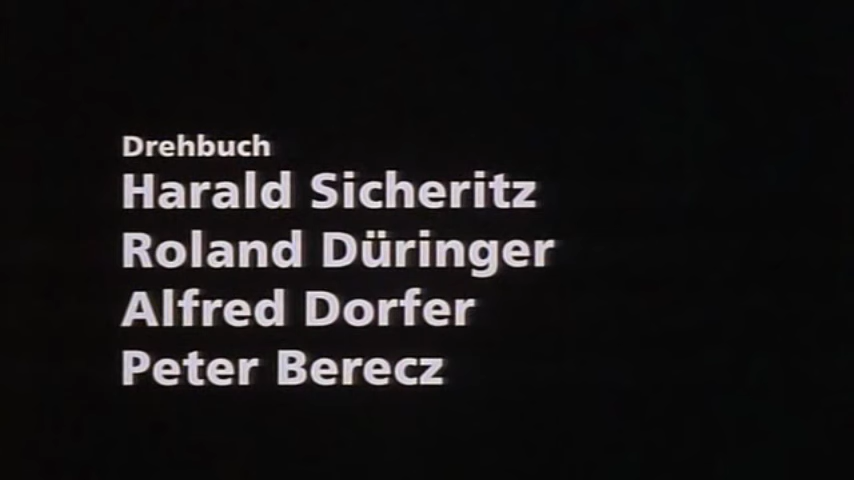 Drehbuch
Harald Sicheritz
Roland Düringer
Alfred Dorfer
Peter Berecz